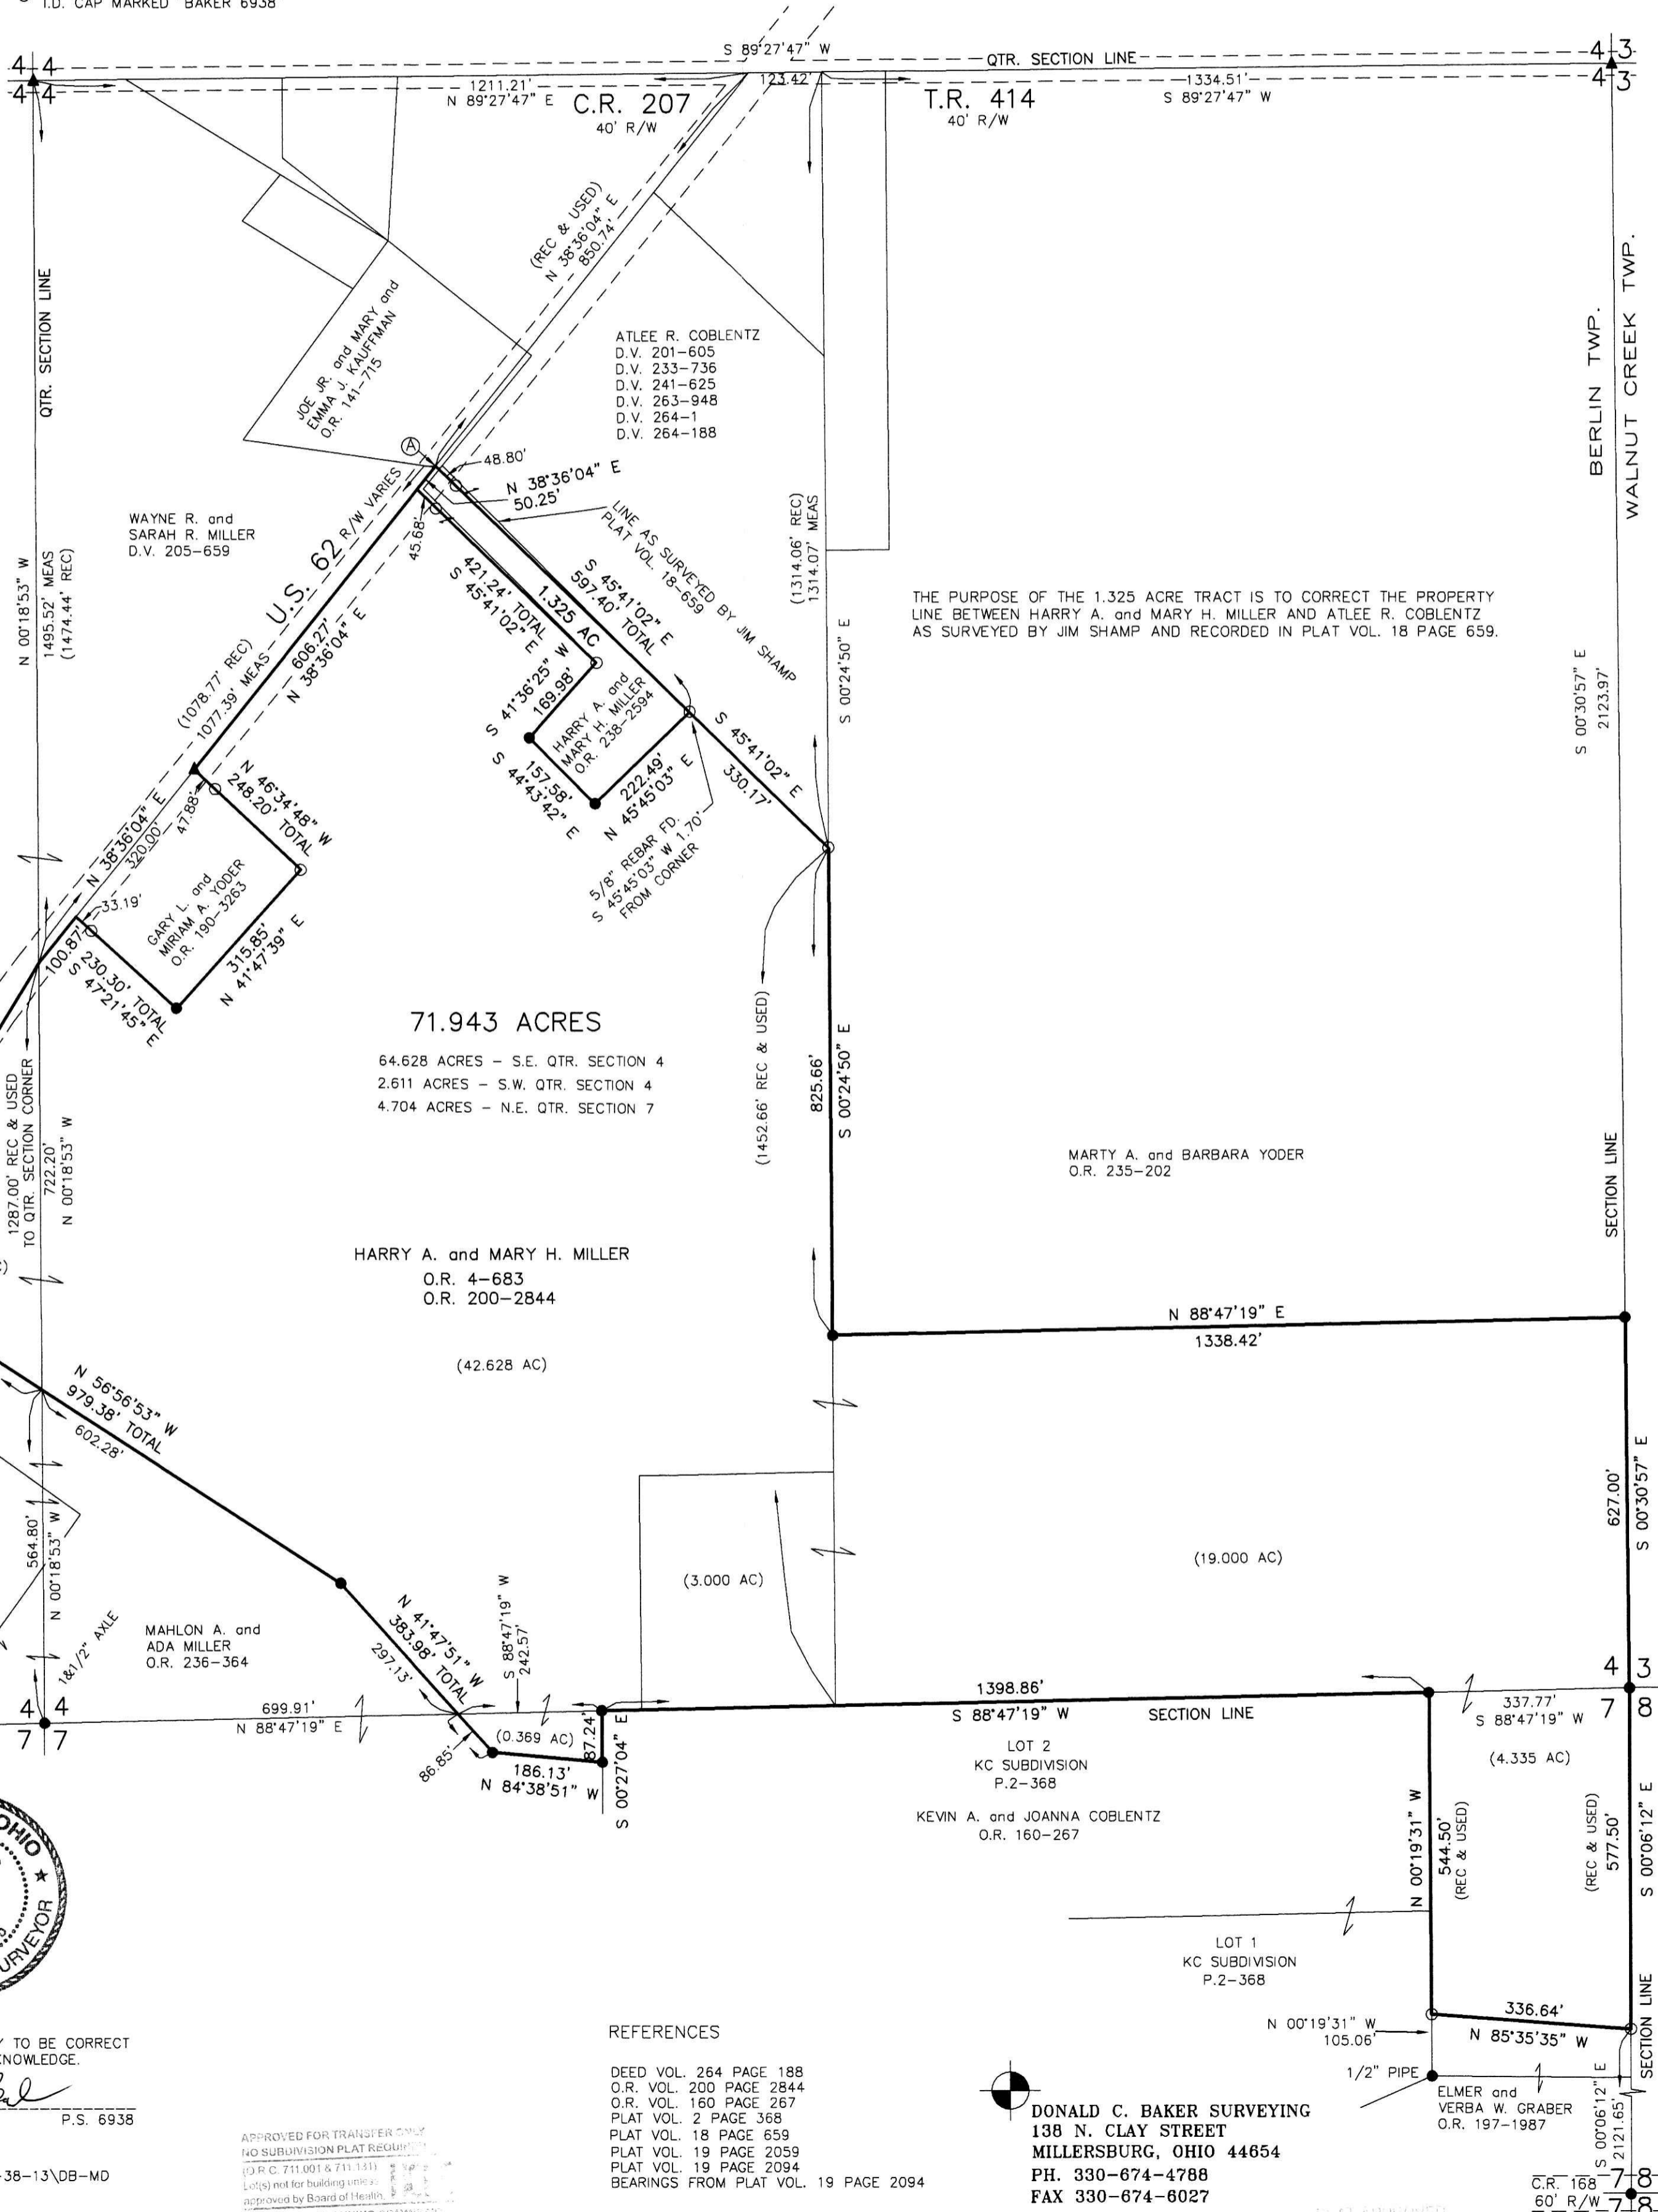 I.D. CAP MARKED "BAKER 6938"
S 89°27'47" W
QTR. SECTION LINE
4 4
4 4
4 3
4 3
1211.21'
N 89°27'47" E
123.42'
1334.51'
S 89°27'47" W
C.R. 207
40' R/W
T.R. 414
40' R/W
QTR. SECTION LINE
(REC & USED)
N 38°36'04" E
850.74'
JOE JR. and MARY and
EMMA J. KAUFFMAN
O.R. 141-715
ATLEE R. COBLENTZ
D.V. 201-605
D.V. 233-736
D.V. 241-625
D.V. 263-948
D.V. 264-1
D.V. 264-188
BERLIN TWP.
WALNUT CREEK TWP.
A
48.80'
N 38°36'04" E
50.25'
LINE AS SURVEYED BY JIM SHAMP
PLAT VOL. 18-659
WAYNE R. and
SARAH R. MILLER
D.V. 205-659
U.S. 62 R/W VARIES
45.68'
421.24' TOTAL
S 45°41'02" E
1.325 AC
S 45°41'02" E
597.40' TOTAL
(1314.06' REC)
1314.07' MEAS
S 00°24'50" E
N 00°18'53" W
1495.52' MEAS
(1474.44' REC)
THE PURPOSE OF THE 1.325 ACRE TRACT IS TO CORRECT THE PROPERTY
LINE BETWEEN HARRY A. and MARY H. MILLER AND ATLEE R. COBLENTZ
AS SURVEYED BY JIM SHAMP AND RECORDED IN PLAT VOL. 18 PAGE 659.
S 00°30'57" E
2123.97'
(1078.77' REC)
1077.39' MEAS
606.27'
N 38°36'04" E
S 41°36'25" W
169.98'
HARRY A. and
MARY H. MILLER
O.R. 238-2594
157.58'
S 44°43'42" E
222.49'
N 45°45'03" E
S 45°41'02" E
330.17'
5/8" REBAR FD.
S 45°45'03" W 1.70'
FROM CORNER
N 38°36'04" E
320.00'
47.88'
N 46°34'48" W
248.20' TOTAL
GARY L. and
MIRIAM A. YODER
O.R. 190-3263
33.19'
100.87'
230.30' TOTAL
S 47°21'45" E
315.85'
N 41°47'39" E
71.943 ACRES
64.628 ACRES – S.E. QTR. SECTION 4
2.611 ACRES – S.W. QTR. SECTION 4
4.704 ACRES – N.E. QTR. SECTION 7
(1452.66' REC & USED)
825.66'
S 00°24'50" E
1287.00' REC & USED
TO QTR. SECTION CORNER
722.20'
N 00°18'53" W
MARTY A. and BARBARA YODER
O.R. 235-202
SECTION LINE
HARRY A. and MARY H. MILLER
O.R. 4-683
O.R. 200-2844
(42.628 AC)
N 88°47'19" E
1338.42'
N 56°56'53" W
979.38' TOTAL
602.28'
564.80'
N 00°18'53" W
1&1/2" AXLE
MAHLON A. and
ADA MILLER
O.R. 236-364
N 41°47'51" W
383.98' TOTAL
297.13'
S 88°47'19" W
242.57'
(3.000 AC)
(19.000 AC)
627.00'
S 00°30'57" E
4 4
7 7
699.91'
N 88°47'19" E
86.85'
(0.369 AC)
87.24'
S 00°27'04" E
186.13'
N 84°38'51" W
1398.86'
S 88°47'19" W
SECTION LINE
4 3
7 8
337.77'
S 88°47'19" W
(4.335 AC)
LOT 2
KC SUBDIVISION
P.2-368
KEVIN A. and JOANNA COBLENTZ
O.R. 160-267
N 00°19'31" W
544.50'
(REC & USED)
(REC & USED)
577.50'
S 00°06'12" E
LOT 1
KC SUBDIVISION
P.2-368
OHIO
SURVEYOR
N 00°19'31" W
105.06'
336.64'
N 85°35'35" W
SECTION LINE
1/2" PIPE
ELMER and
VERBA W. GRABER
O.R. 197-1987
S 00°06'12" E
2121.65'
TO BE CORRECT
P.S. 6938
-38-13\DB-MD
APPROVED FOR TRANSFER ONLY
NO SUBDIVISION PLAT
(O.R.C. 711.001 & 711.131)
Lot(s) not for building unless
approved by Board of Health.
REFERENCES
DEED VOL. 264 PAGE 188
O.R. VOL. 200 PAGE 2844
O.R. VOL. 160 PAGE 267
PLAT VOL. 2 PAGE 368
PLAT VOL. 18 PAGE 659
PLAT VOL. 19 PAGE 2059
PLAT VOL. 19 PAGE 2094
BEARINGS FROM PLAT VOL. 19 PAGE 2094
DONALD C. BAKER SURVEYING
138 N. CLAY STREET
MILLERSBURG, OHIO 44654
PH. 330-674-4788
FAX 330-674-6027
C.R. 168
60' R/W
7 8
7 8